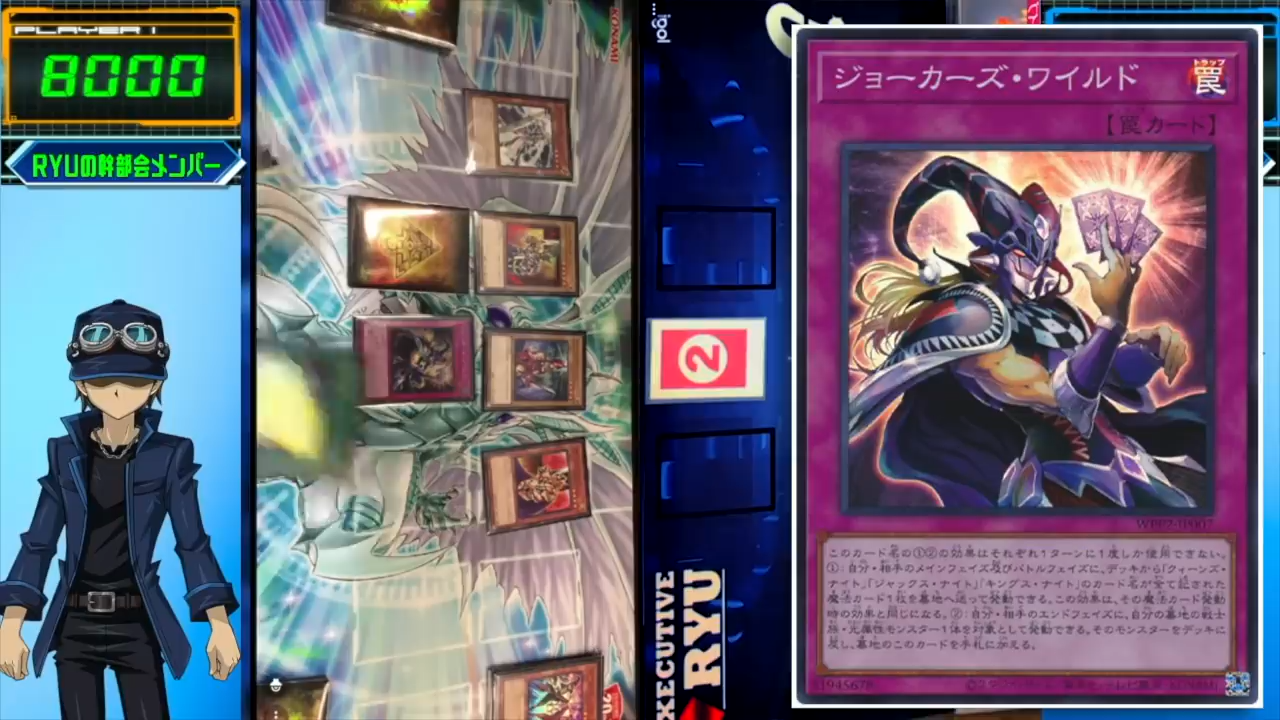 PLAYER 1
8000
RYUの幹部会メンバー
KONAMI
2
EXECUTIVE
RYU
ジョーカーズ・ワイルド
トラップ
罠
【罠カード】
WPP2-JP007
このカード名の①②の効果はそれぞれ1ターンに1度しか使用できない。
①:自分・相手のメインフェイズ及びバトルフェイズに、デッキから「クィーンズ・
ナイト」「ジャックス・ナイト」「キングス・ナイト」のカード名が全て記された
魔法カード1枚を墓地へ送って発動できる。この効果は、その魔法カード発動
時の効果と同じになる。②:自分・相手のエンドフェイズに、自分の墓地の戦士
族・光属性モンスター1体を対象として発動できる。そのモンスターをデッキに
戻し、墓地のこのカードを手札に加える。